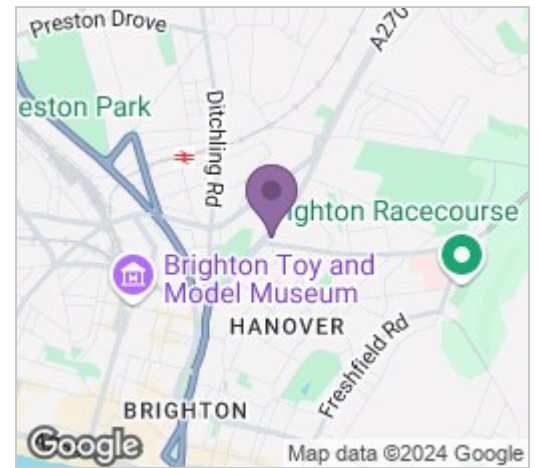 Preston Drove
A270
eston Park
Ditchling Rd
ighton Racecourse
Brighton Toy and
Model Museum
HANOVER
Freshfield Rd
BRIGHTON
Google
Map data ©2024 Google